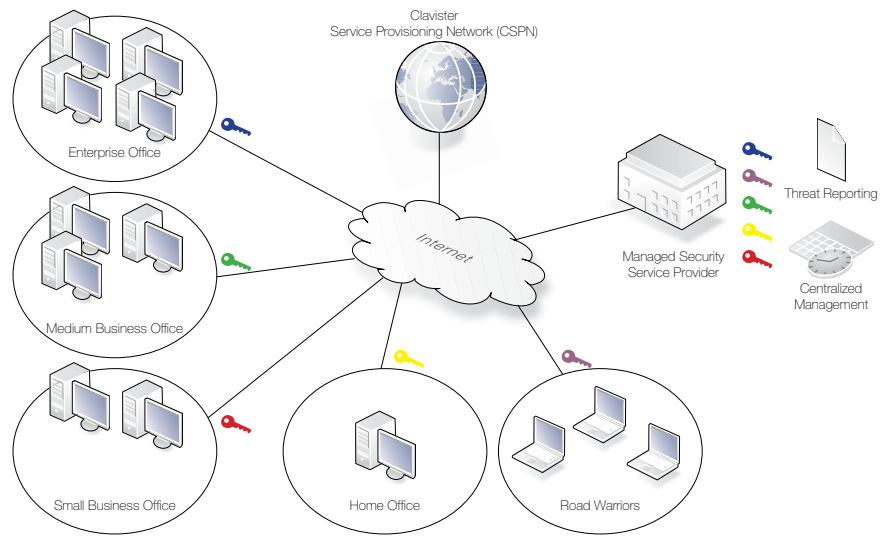 Clavister
Service Provisioning Network (CSPN)
Enterprise Office
Internet
Threat Reporting
Managed Security
Service Provider
Centralized
Management
Medium Business Office
Small Business Office
Home Office
Road Warriors